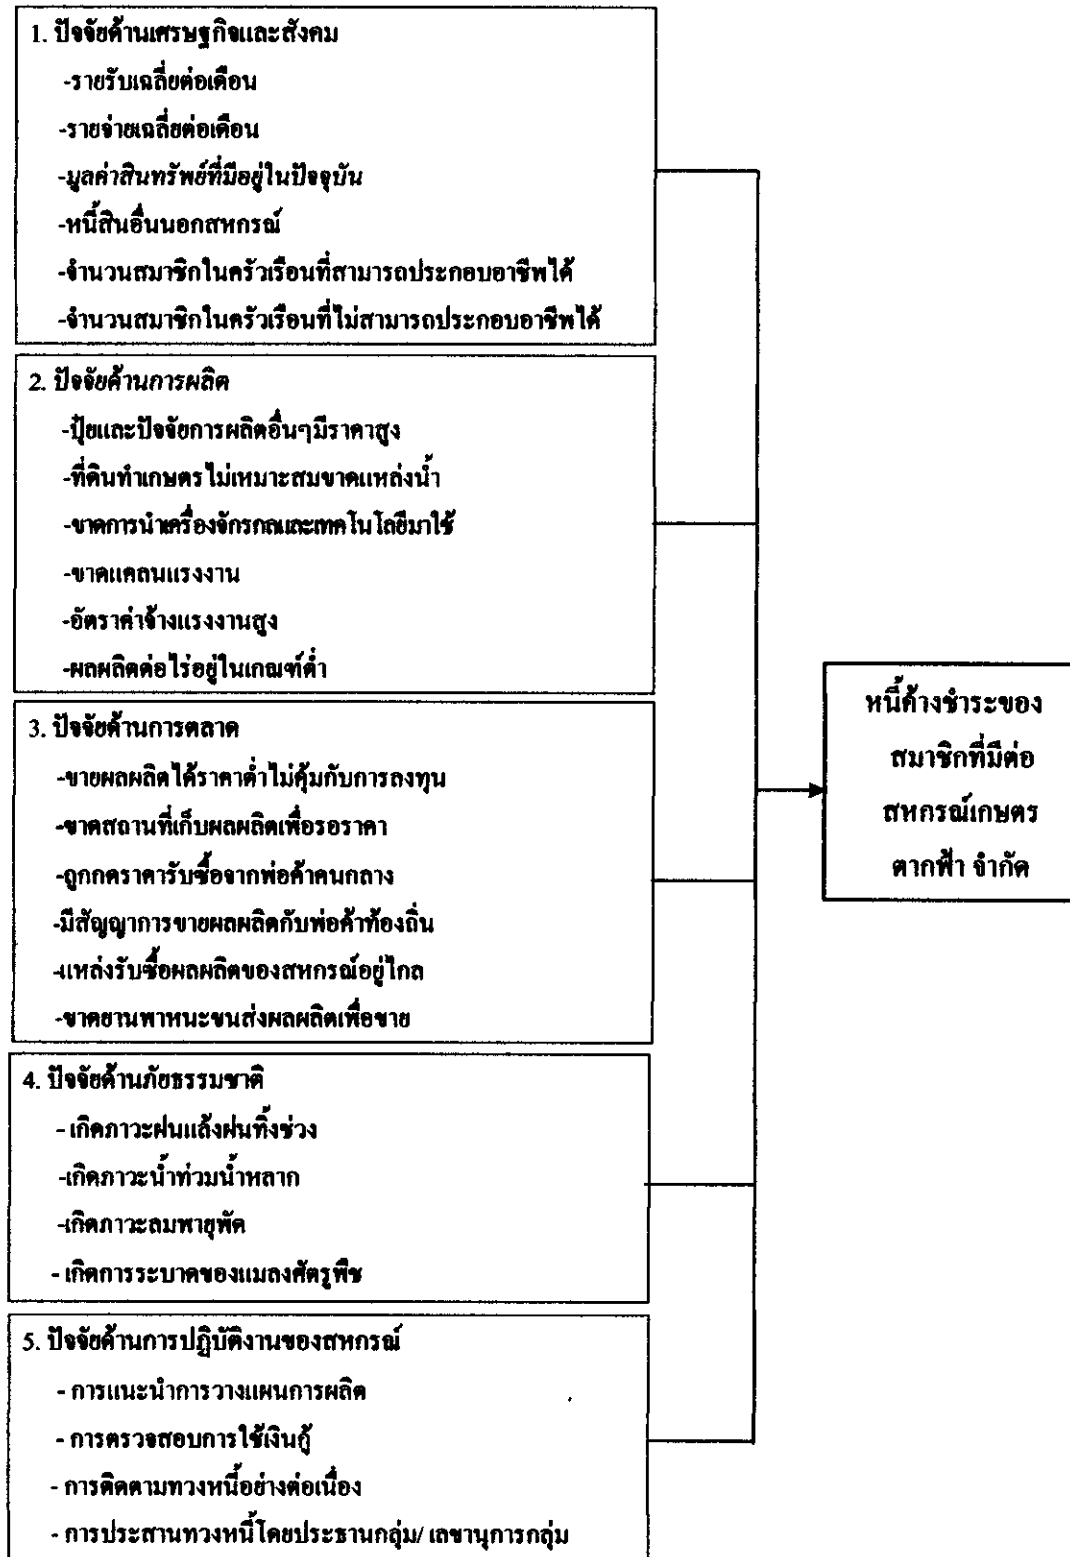 1. ปัจจัยด้านเศรษฐกิจและสังคม
-รายรับเฉลี่ยต่อเดือน
-รายจ่ายเฉลี่ยต่อเดือน
-มูลค่าสินทรัพย์ที่มีอยู่ในปัจจุบัน
-หนี้สินอื่นนอกสหกรณ์
-จำนวนสมาชิกในครัวเรือนที่สามารถประกอบอาชีพได้
-จำนวนสมาชิกในครัวเรือนที่ไม่สามารถประกอบอาชีพได้
2. ปัจจัยด้านการผลิต
-ปุ๋ยและปัจจัยการผลิตอื่นๆมีราคาสูง
-ที่ดินทำเกษตรไม่เหมาะสมขาดแหล่งน้ำ
-ขาดการนำเครื่องจักรกลและเทคโนโลยีมาใช้
-ขาดแคลนแรงงาน
-อัตราค่าจ้างแรงงานสูง
-ผลผลิตต่อไร่อยู่ในเกณฑ์ต่ำ
3. ปัจจัยด้านการตลาด
-ขายผลผลิตได้ราคาต่ำไม่คุ้มกับการลงทุน
-ขาดสถานที่เก็บผลผลิตเพื่อรอราคา
-ถูกกดราคารับซื้อจากพ่อค้าคนกลาง
-มีสัญญาการขายผลผลิตกับพ่อค้าท้องถิ่น
-แหล่งรับซื้อผลผลิตของสหกรณ์อยู่ไกล
-ขาดยานพาหนะขนส่งผลผลิตเพื่อขาย
4. ปัจจัยด้านภัยธรรมชาติ
- เกิดภาวะฝนแล้งฝนทิ้งช่วง
-เกิดภาวะน้ำท่วมน้ำหลาก
-เกิดภาวะลมพายุพัด
- เกิดการระบาดของแมลงศัตรูพืช
5. ปัจจัยด้านการปฏิบัติงานของสหกรณ์
- การแนะนำการวางแผนการผลิต
- การตรวจสอบการใช้เงินกู้
- การติดตามทวงหนี้อย่างต่อเนื่อง
- การประสานทวงหนี้โดยประธานกลุ่ม/ เลขานุการกลุ่ม
หนี้ค้างชำระของ
สมาชิกที่มีต่อ
สหกรณ์เกษตร
ตากฟ้า จำกัด